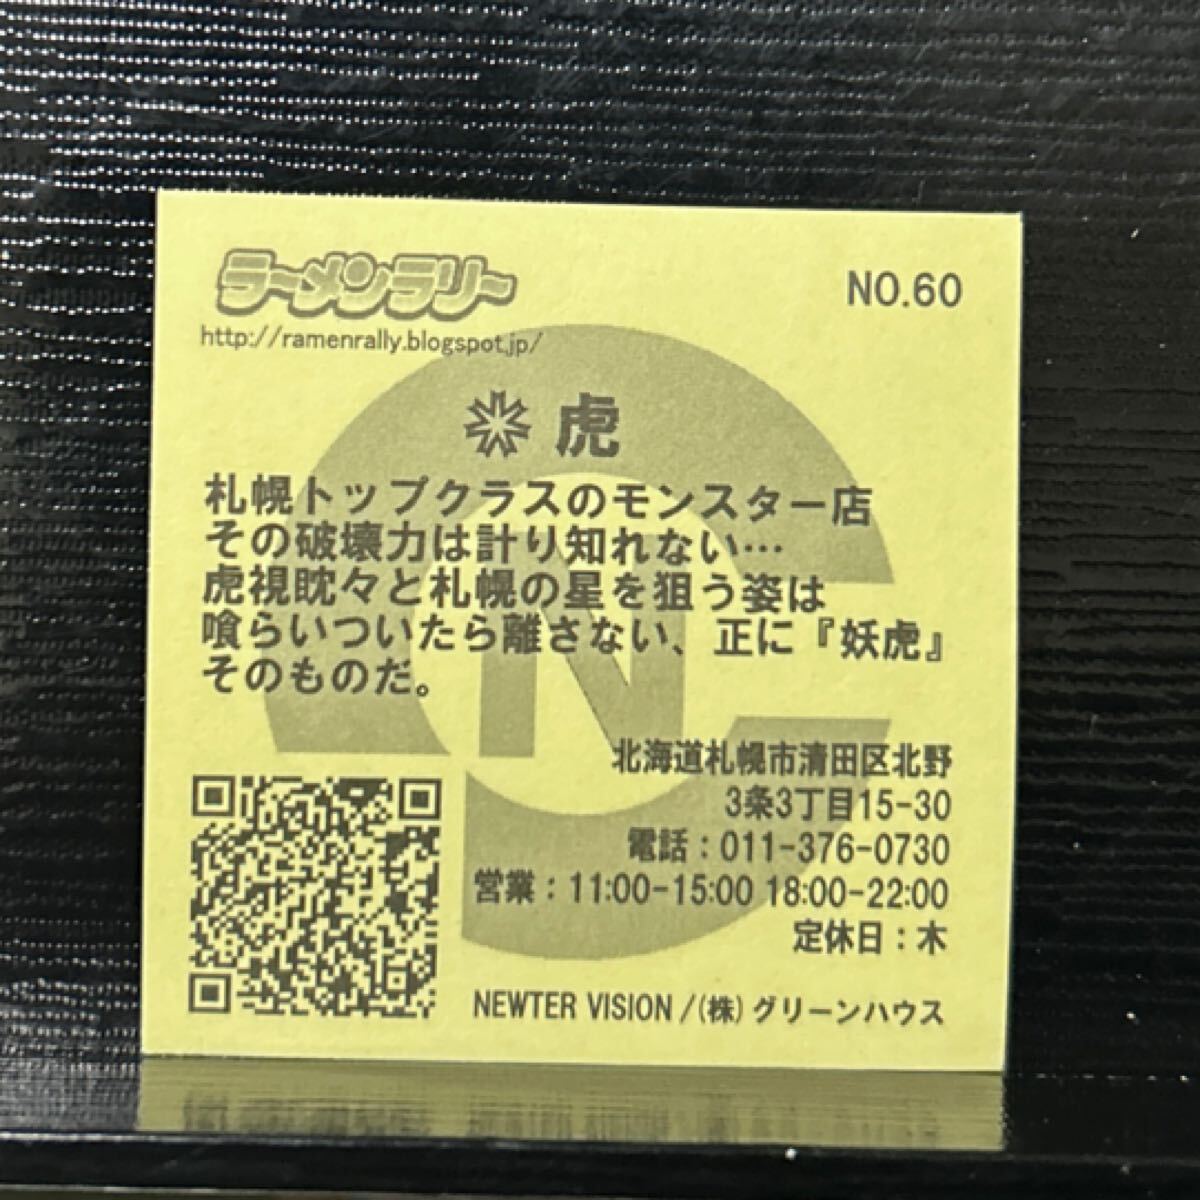 ラーメンラリー
NO.60
http://ramenrally.blogspot.jp/
虎
札幌トップクラスのモンスター店
その破壊力は計り知れない…
虎視眈々と札幌の星を狙う姿は
喰らいついたら離さない、正に『妖虎』
そのものだ。
北海道札幌市清田区北野
3条3丁目15-30
電話：011-376-0730
営業：11:00-15:00 18:00-22:00
定休日：木
NEWTER VISION /(株)グリーンハウス